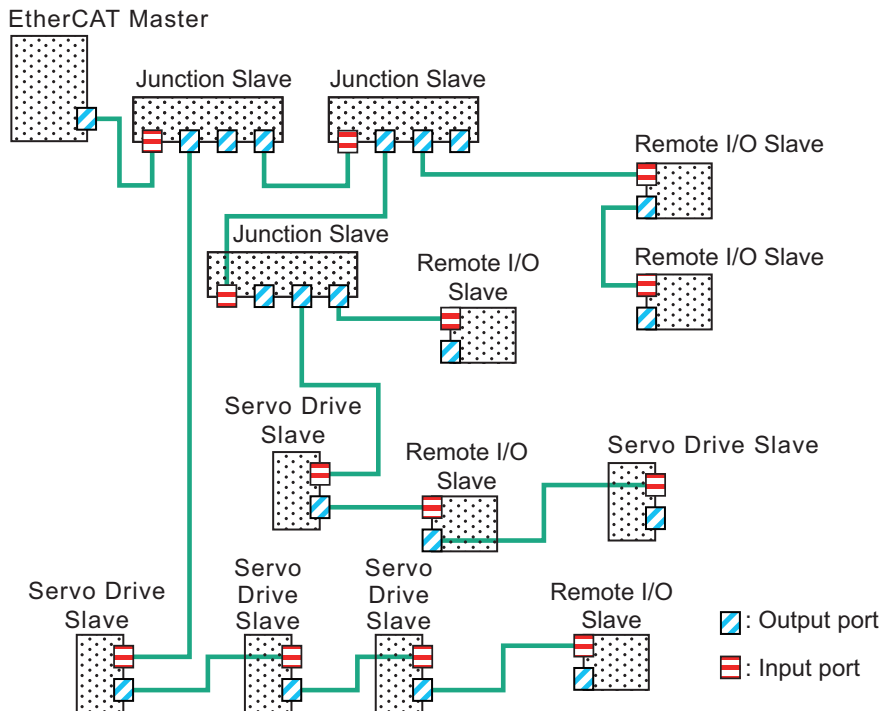 EtherCAT Master
Junction Slave
Junction Slave
Remote I/O Slave
Junction Slave
Remote I/O
Slave
Remote I/O Slave
Servo Drive
Slave
Remote I/O
Slave
Servo Drive Slave
Servo Drive
Slave
Servo
Drive
Slave
Servo
Drive
Slave
Remote I/O
Slave
: Output port
: Input port